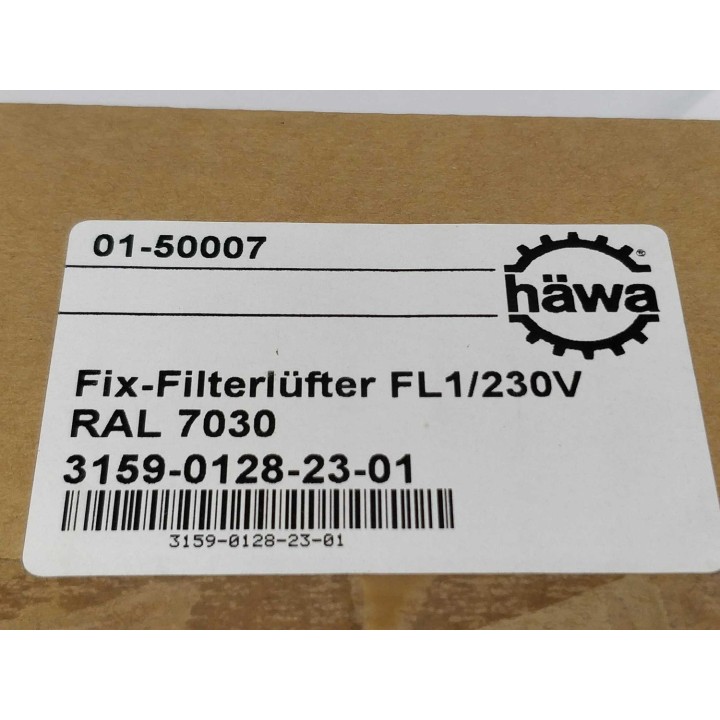 01-50007
häwa
®
Fix-Filterlüfter FL1/230V
RAL 7030
3159-0128-23-01
3159-0128-23-01